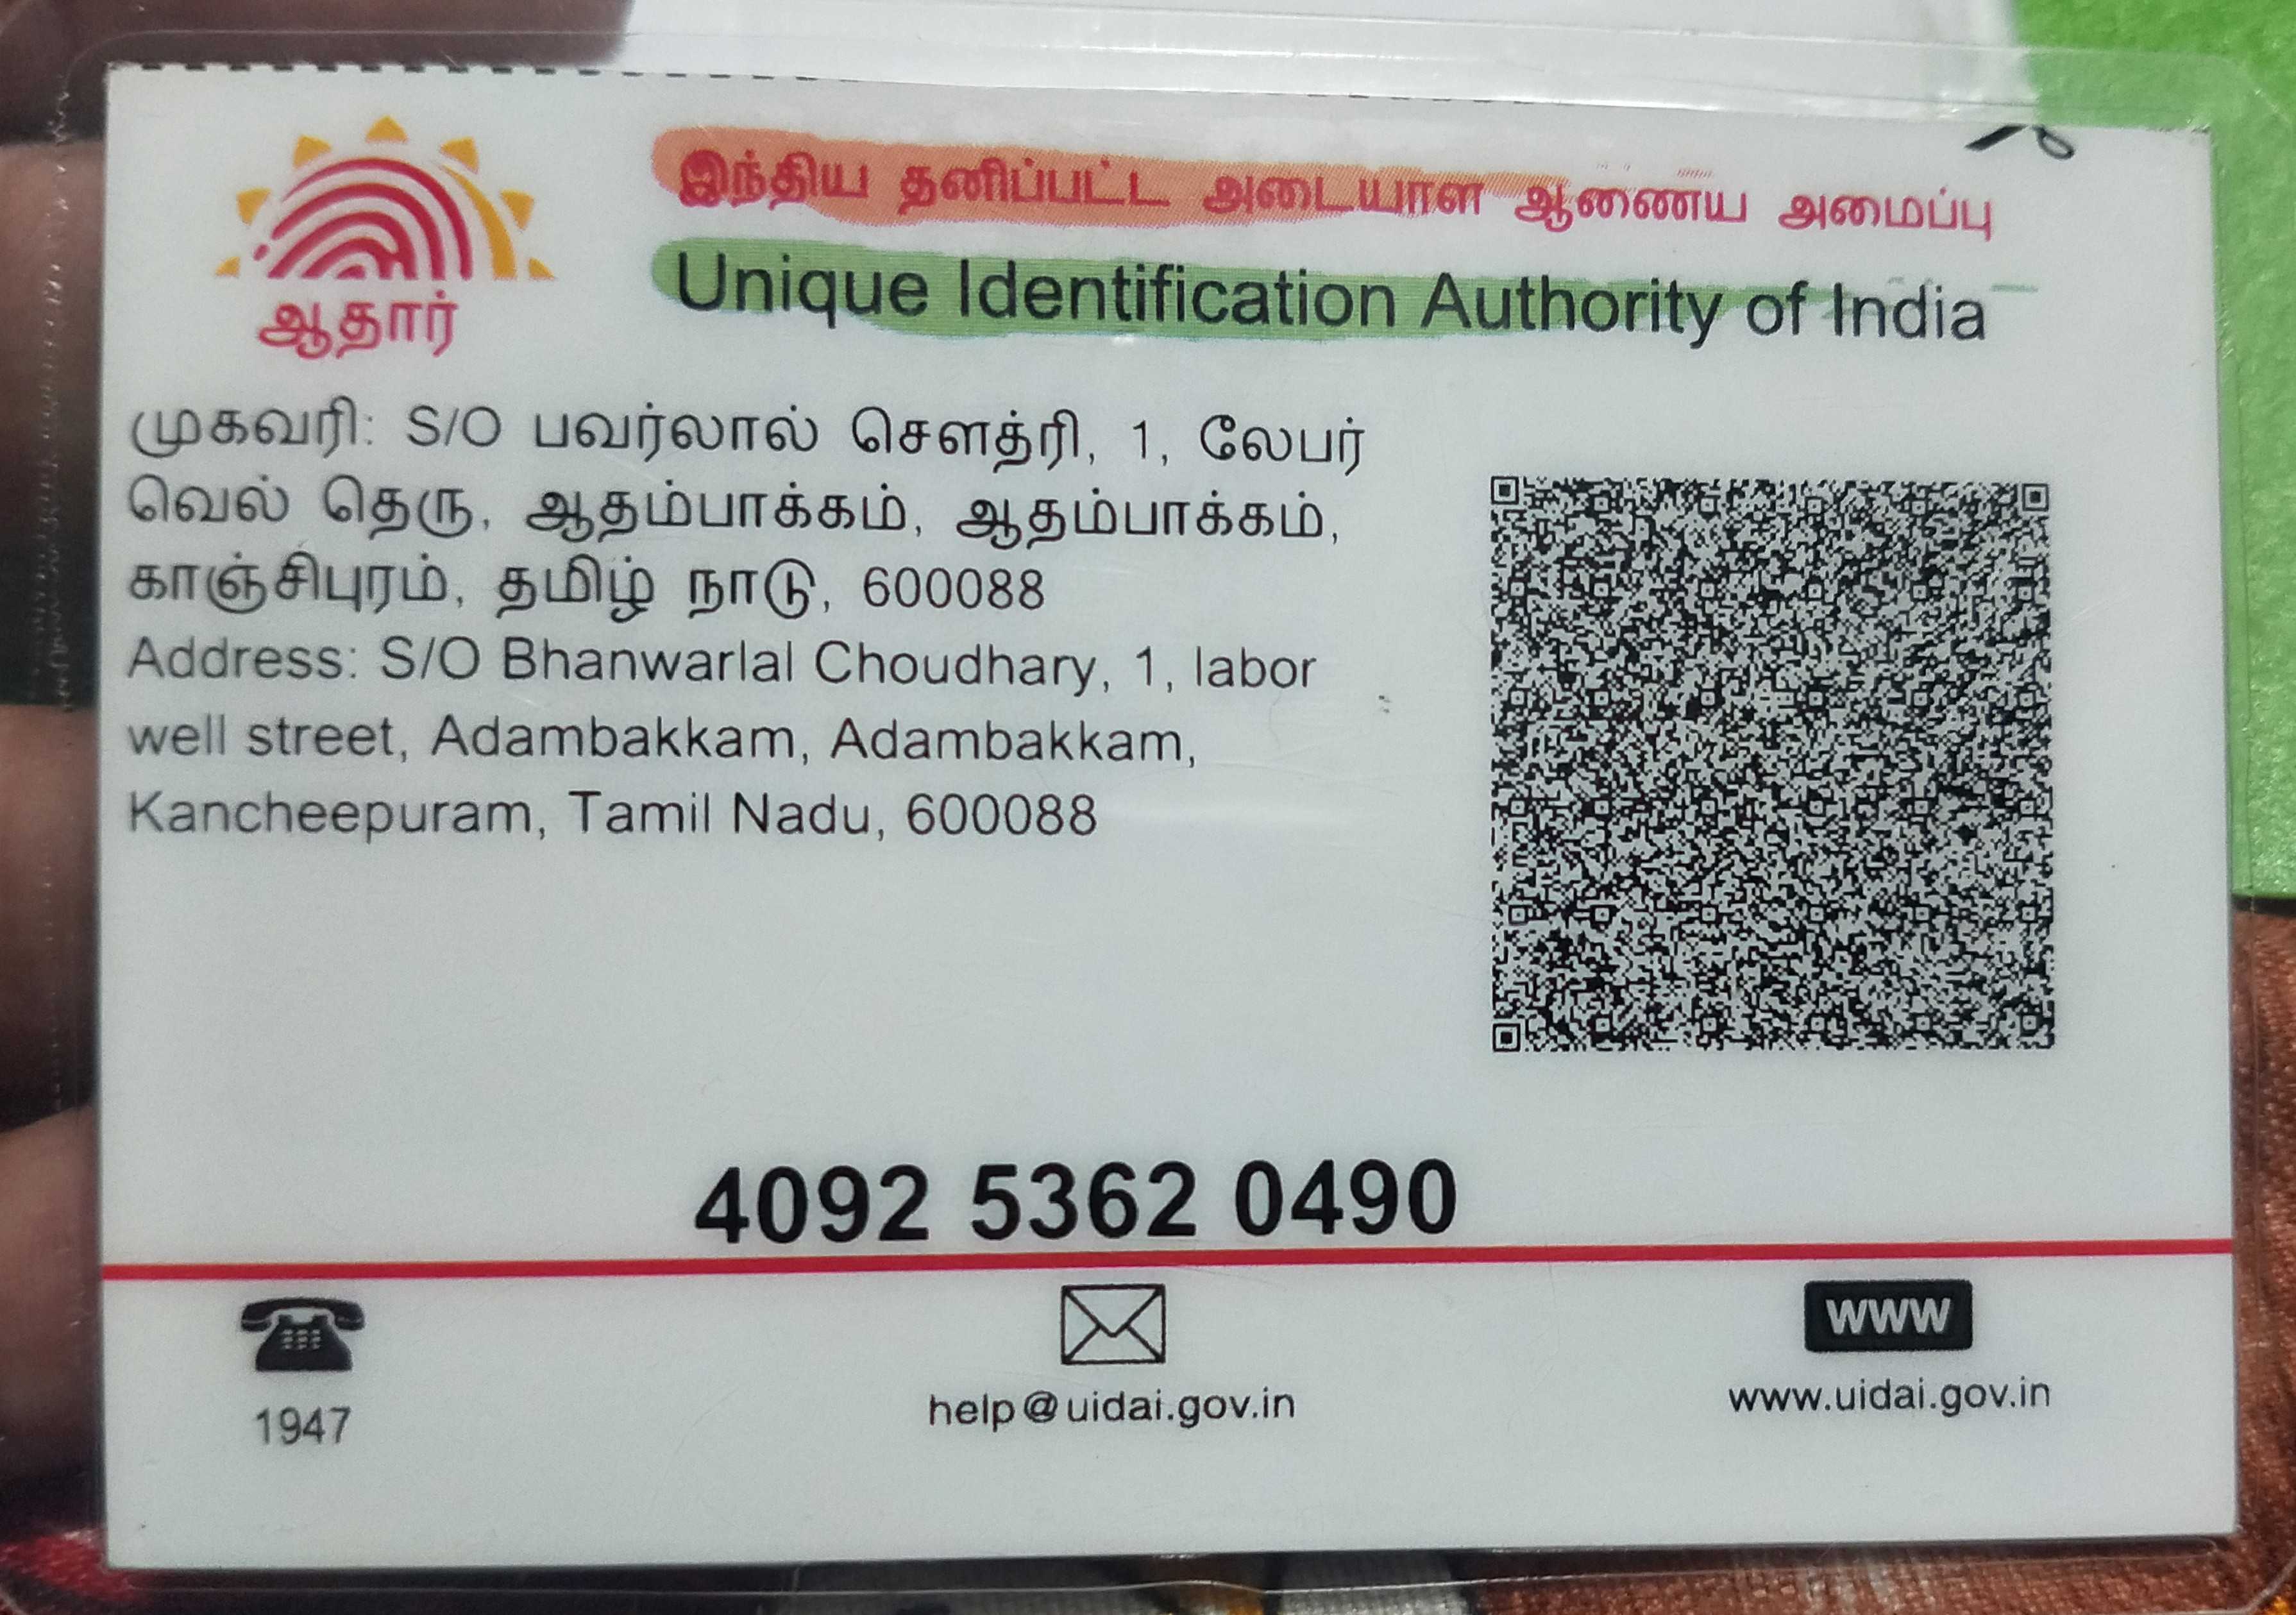 இந்திய தனிப்பட்ட அடையாள ஆணைய அமைப்பு
Unique Identification Authority of India
ஆதார்
முகவரி: S/O பவர்லால் சௌத்ரி, 1, லேபர்
வெல் தெரு, ஆதம்பாக்கம், ஆதம்பாக்கம்,
காஞ்சிபுரம், தமிழ் நாடு, 600088
Address: S/O Bhanwarlal Choudhary, 1, labor
well street, Adambakkam, Adambakkam,
Kancheepuram, Tamil Nadu, 600088
4092 5362 0490
WWW
1947
help@uidai.gov.in
www.uidai.gov.in